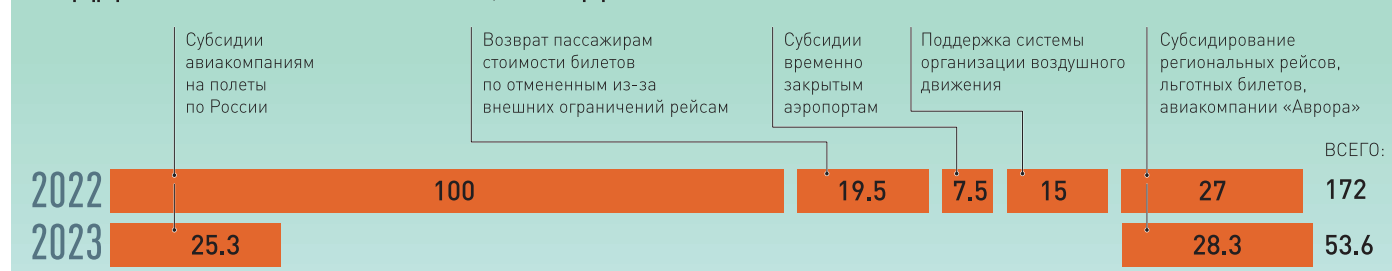 Субсидии
авиакомпаниям
на полеты
по России
Возврат пассажирам
стоимости билетов
по отмененным из-за
внешних ограничений рейсам
Субсидии
временно
закрытым
аэропортам
Поддержка системы
организации воздушного
движения
Субсидирование
региональных рейсов,
льготных билетов,
авиакомпании «Аврора»
ВСЕГО:
2022 100 19.5 7.5 15 27 172
2023 25.3 28.3 53.6